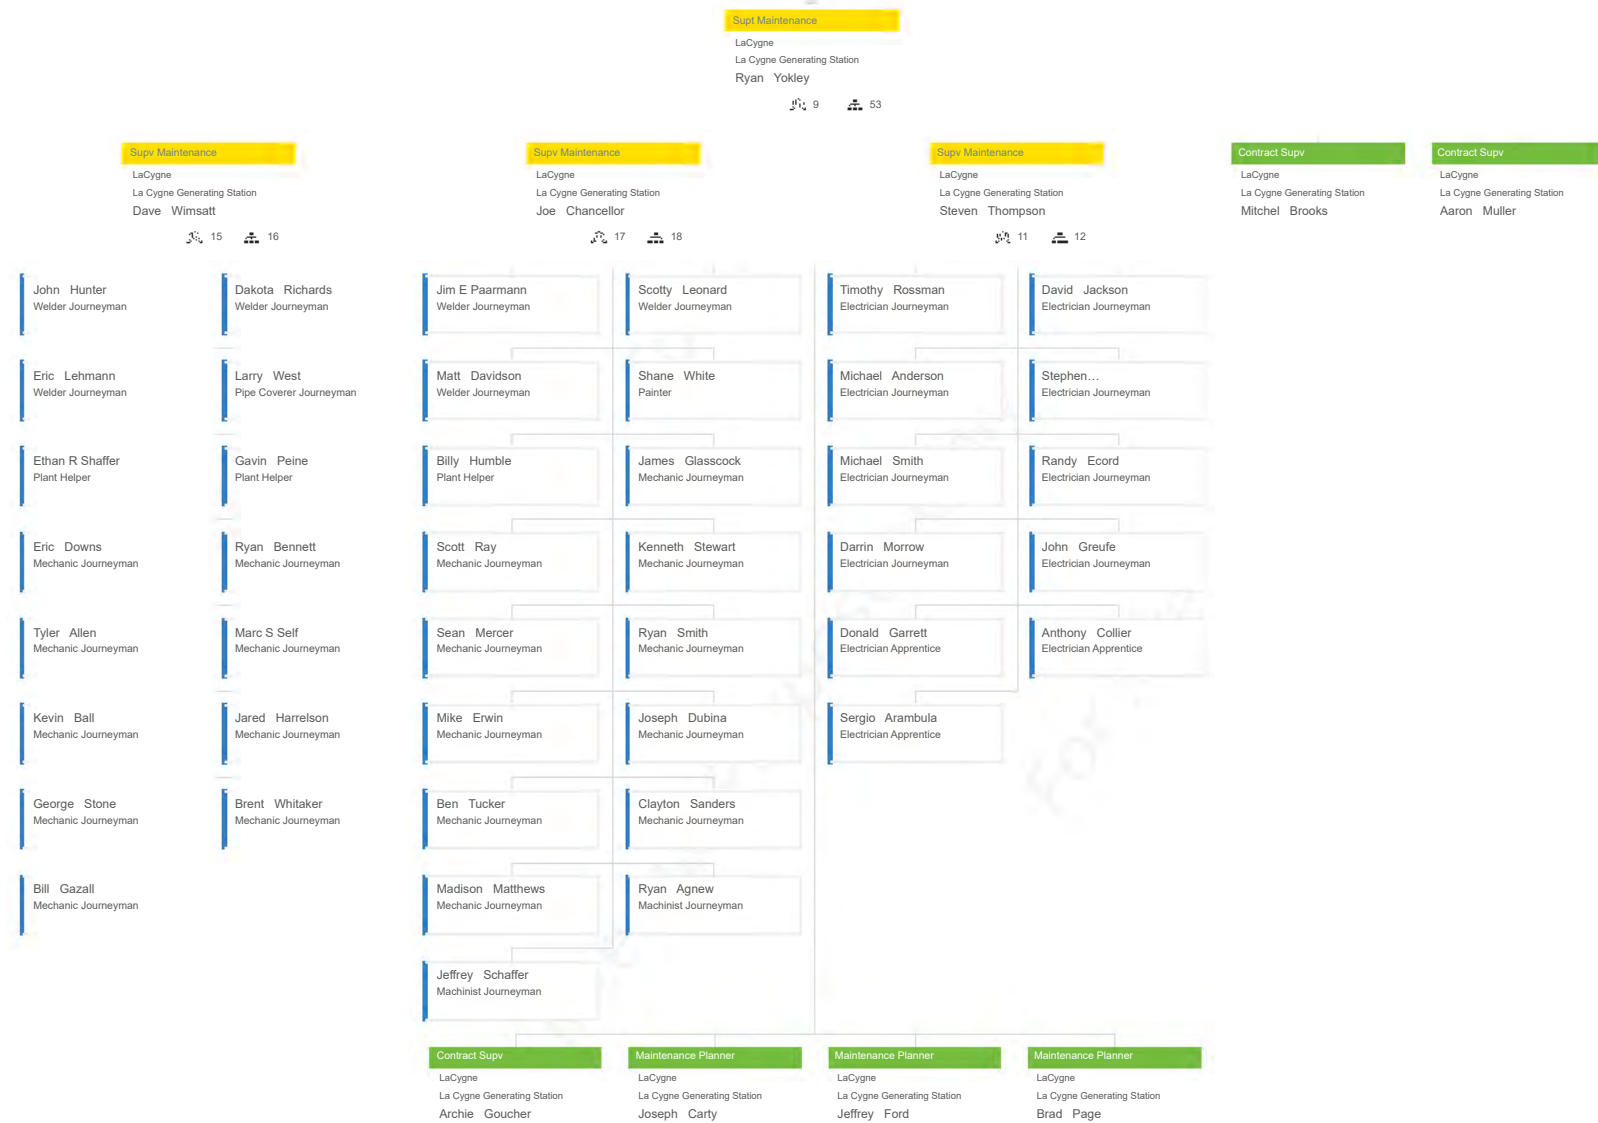 Supt Maintenance
LaCygne
La Cygne Generating Station
Ryan Yokley
9 53
Supv Maintenance
LaCygne
La Cygne Generating Station
Dave Wimsatt
15 16
Supv Maintenance
LaCygne
La Cygne Generating Station
Joe Chancellor
17 18
Supv Maintenance
LaCygne
La Cygne Generating Station
Steven Thompson
11 12
Contract Supv
LaCygne
La Cygne Generating Station
Mitchel Brooks
Contract Supv
LaCygne
La Cygne Generating Station
Aaron Muller
John Hunter
Welder Journeyman
Dakota Richards
Welder Journeyman
Jim E Paarmann
Welder Journeyman
Scotty Leonard
Welder Journeyman
Timothy Rossman
Electrician Journeyman
David Jackson
Electrician Journeyman
Eric Lehmann
Welder Journeyman
Larry West
Pipe Coverer Journeyman
Matt Davidson
Welder Journeyman
Shane White
Painter
Michael Anderson
Electrician Journeyman
Stephen...
Electrician Journeyman
Ethan R Shaffer
Plant Helper
Gavin Peine
Plant Helper
Billy Humble
Plant Helper
James Glasscock
Mechanic Journeyman
Michael Smith
Electrician Journeyman
Randy Ecord
Electrician Journeyman
Eric Downs
Mechanic Journeyman
Ryan Bennett
Mechanic Journeyman
Scott Ray
Mechanic Journeyman
Kenneth Stewart
Mechanic Journeyman
Darrin Morrow
Electrician Journeyman
John Greufe
Electrician Journeyman
Tyler Allen
Mechanic Journeyman
Marc S Self
Mechanic Journeyman
Sean Mercer
Mechanic Journeyman
Ryan Smith
Mechanic Journeyman
Donald Garrett
Electrician Apprentice
Anthony Collier
Electrician Apprentice
Kevin Ball
Mechanic Journeyman
Jared Harrelson
Mechanic Journeyman
Mike Erwin
Mechanic Journeyman
Joseph Dubina
Mechanic Journeyman
Sergio Arambula
Electrician Apprentice
George Stone
Mechanic Journeyman
Brent Whitaker
Mechanic Journeyman
Ben Tucker
Mechanic Journeyman
Clayton Sanders
Mechanic Journeyman
Bill Gazall
Mechanic Journeyman
Madison Matthews
Mechanic Journeyman
Ryan Agnew
Machinist Journeyman
Jeffrey Schaffer
Machinist Journeyman
Contract Supv
LaCygne
La Cygne Generating Station
Archie Goucher
Maintenance Planner
LaCygne
La Cygne Generating Station
Joseph Carty
Maintenance Planner
LaCygne
La Cygne Generating Station
Jeffrey Ford
Maintenance Planner
LaCygne
La Cygne Generating Station
Brad Page
For